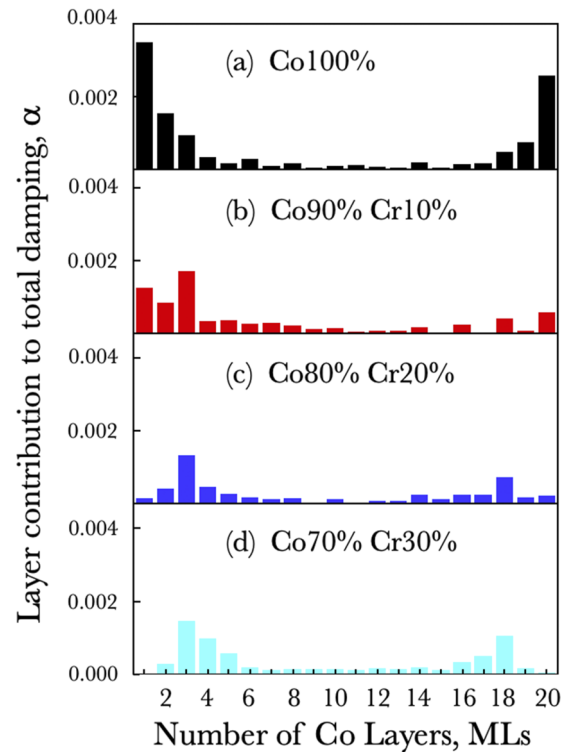 Layer contribution to total damping, α
0.004
(a) Co100%
0.002
0.004
(b) Co90% Cr10%
0.002
0.004
(c) Co80% Cr20%
0.002
0.004
(d) Co70% Cr30%
0.002
0.000
2 4 6 8 10 12 14 16 18 20
Number of Co Layers, MLs